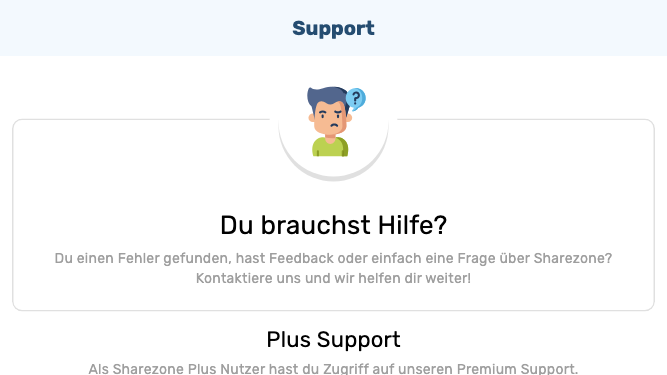 Support
?
Du brauchst Hilfe?
Du einen Fehler gefunden, hast Feedback oder einfach eine Frage über Sharezone?
Kontaktiere uns und wir helfen dir weiter!
Plus Support
Als Sharezone Plus Nutzer hast du Zugriff auf unseren Premium Support.